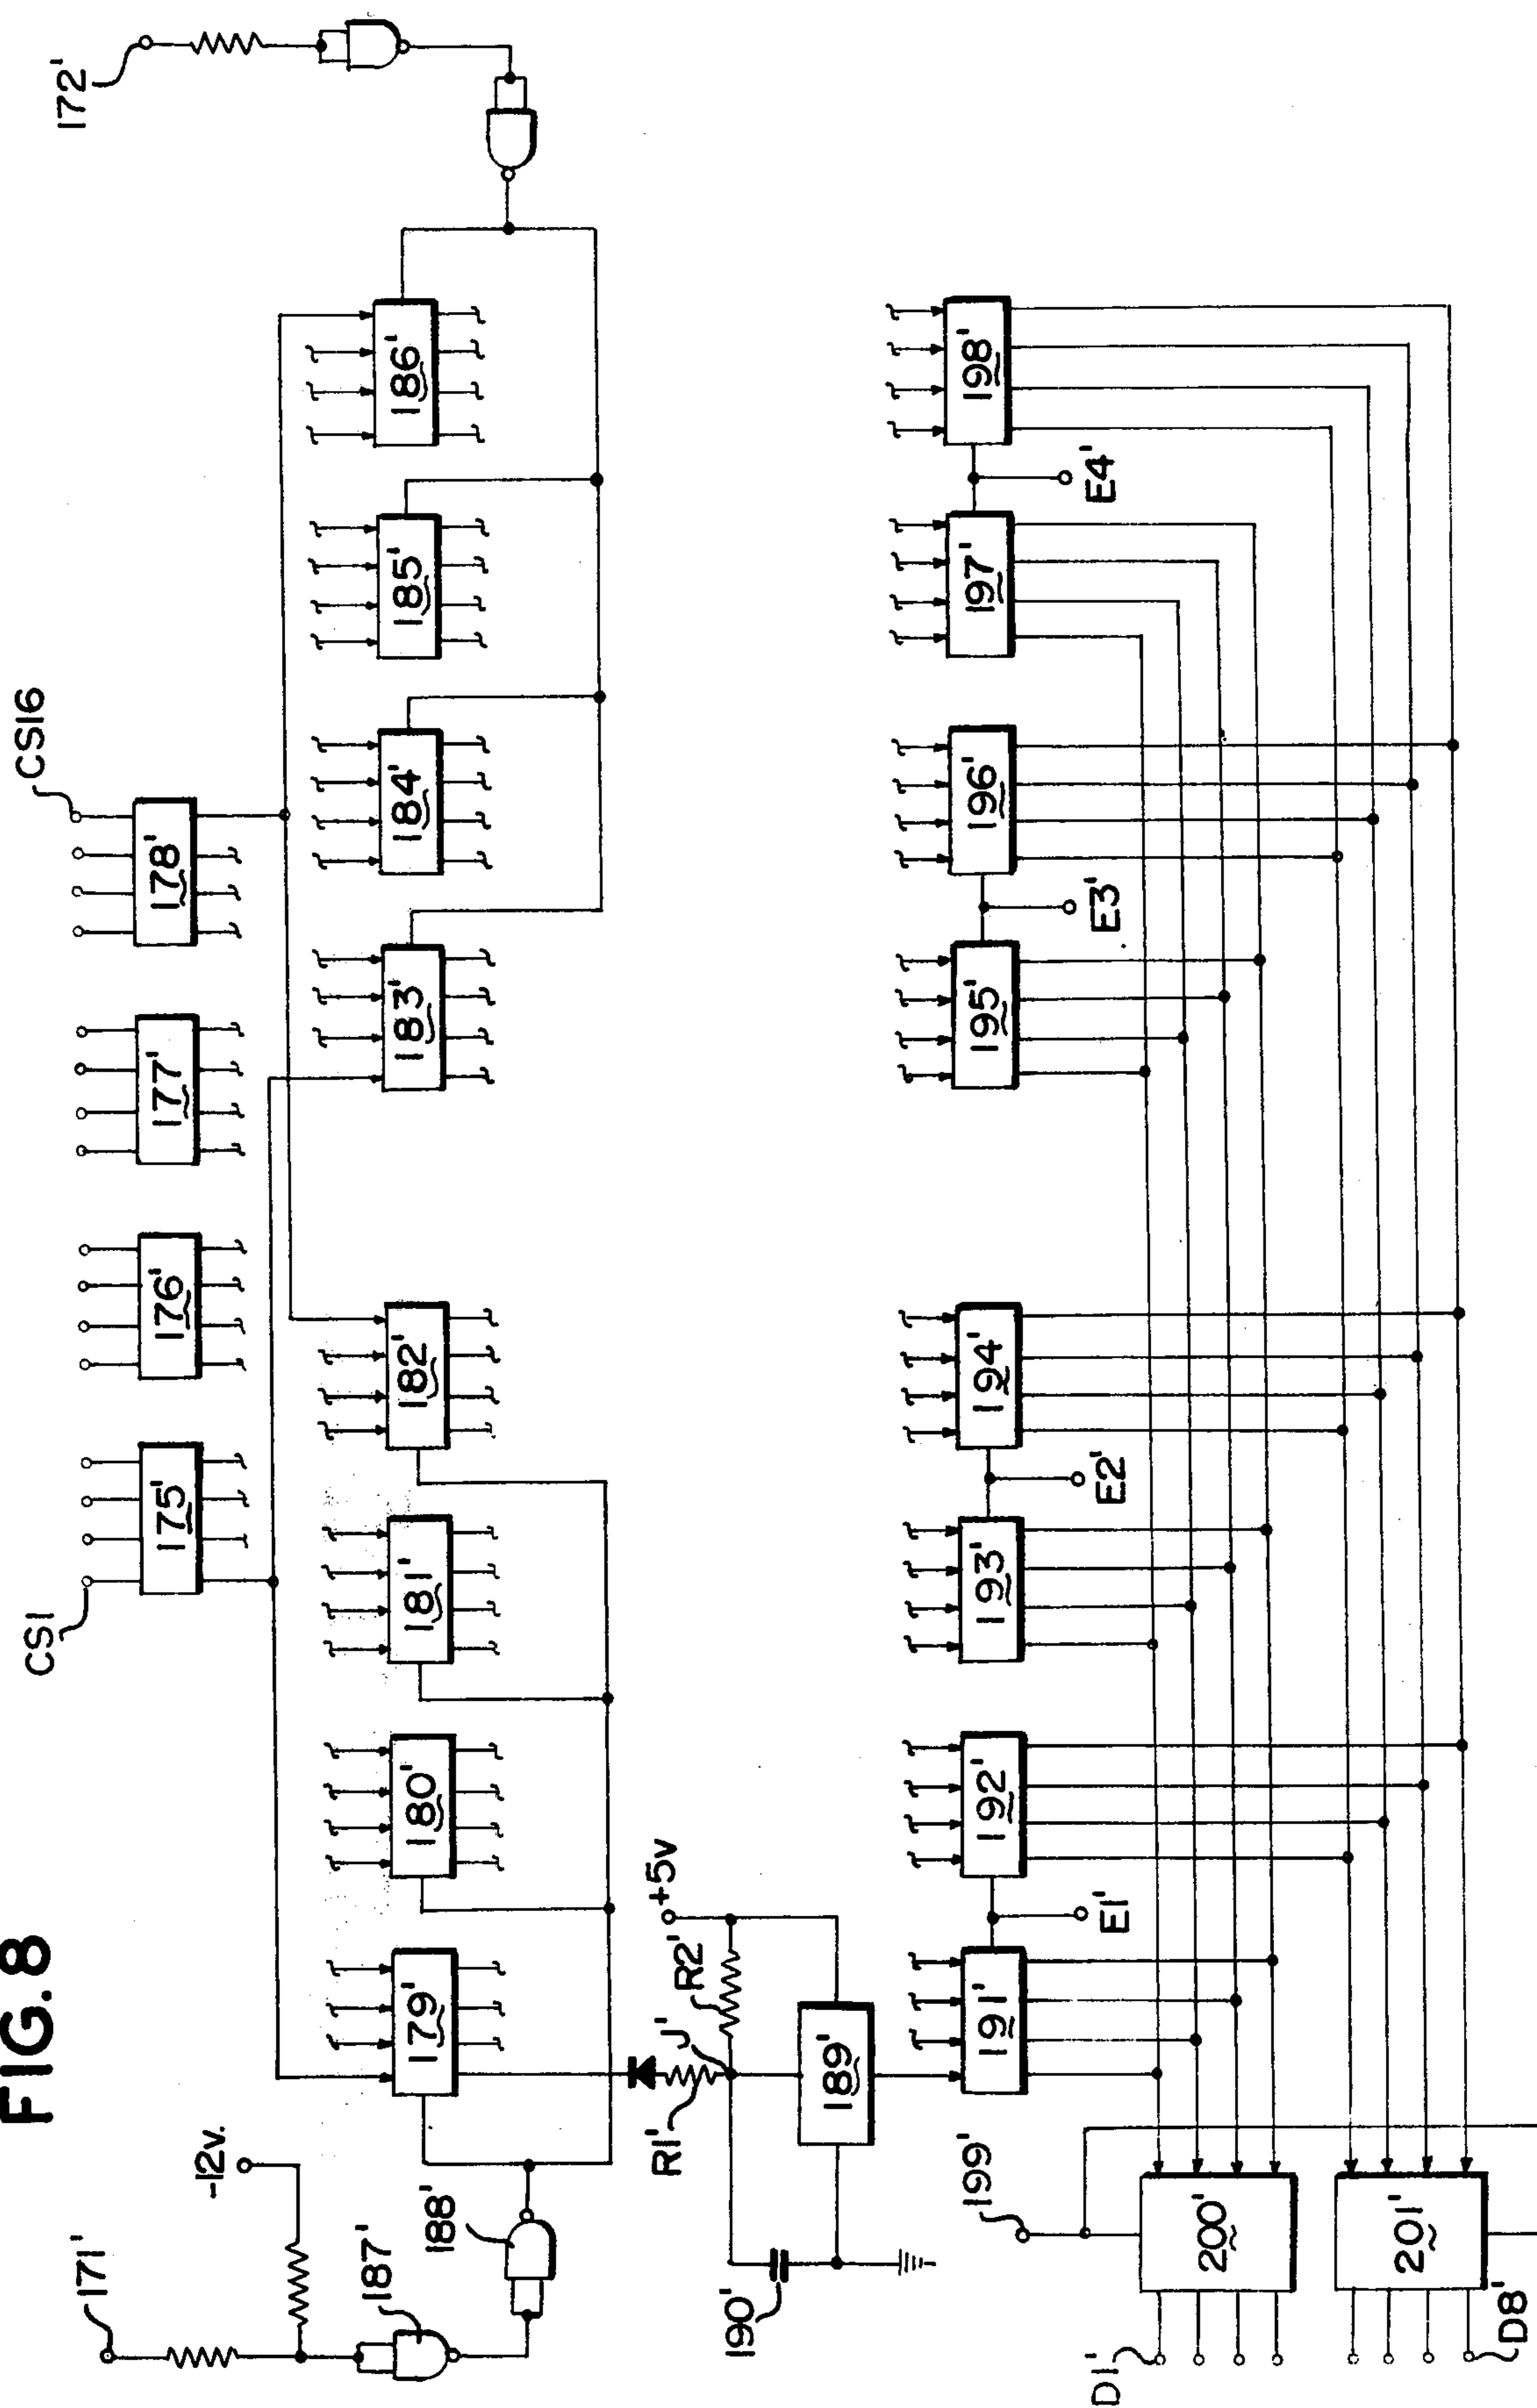 FIG. 8
CS1
CS16
172'
175'
176'
177'
178'
171'
-12v.
187'
188'
179'
180'
181'
182'
183'
184'
185'
186'
+5v
R1'
J'
R2'
190'
189'
191'
E1'
192'
193'
E2'
194'
195'
E3'
196'
197'
E4'
198'
199'
200'
201'
D1'
D8'